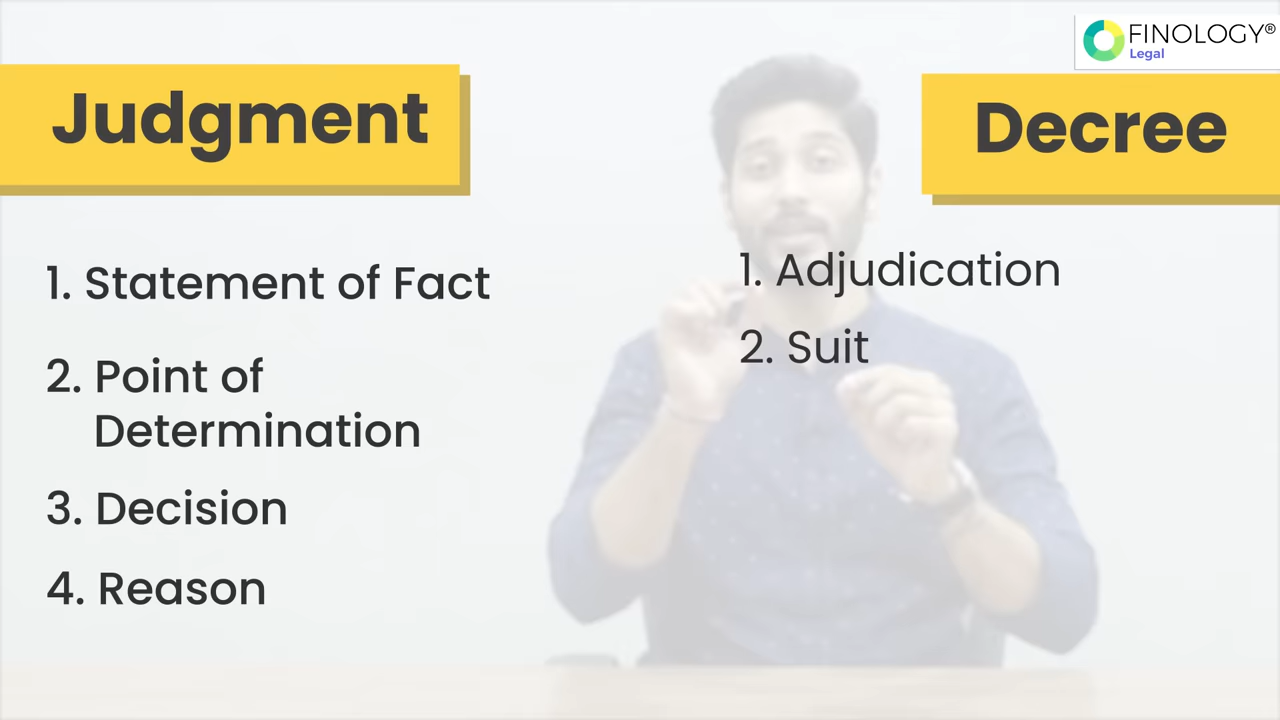 FINOLOGY®
Legal
Judgment
Decree
1. Statement of Fact
2. Point of
Determination
3. Decision
4. Reason
1. Adjudication
2. Suit